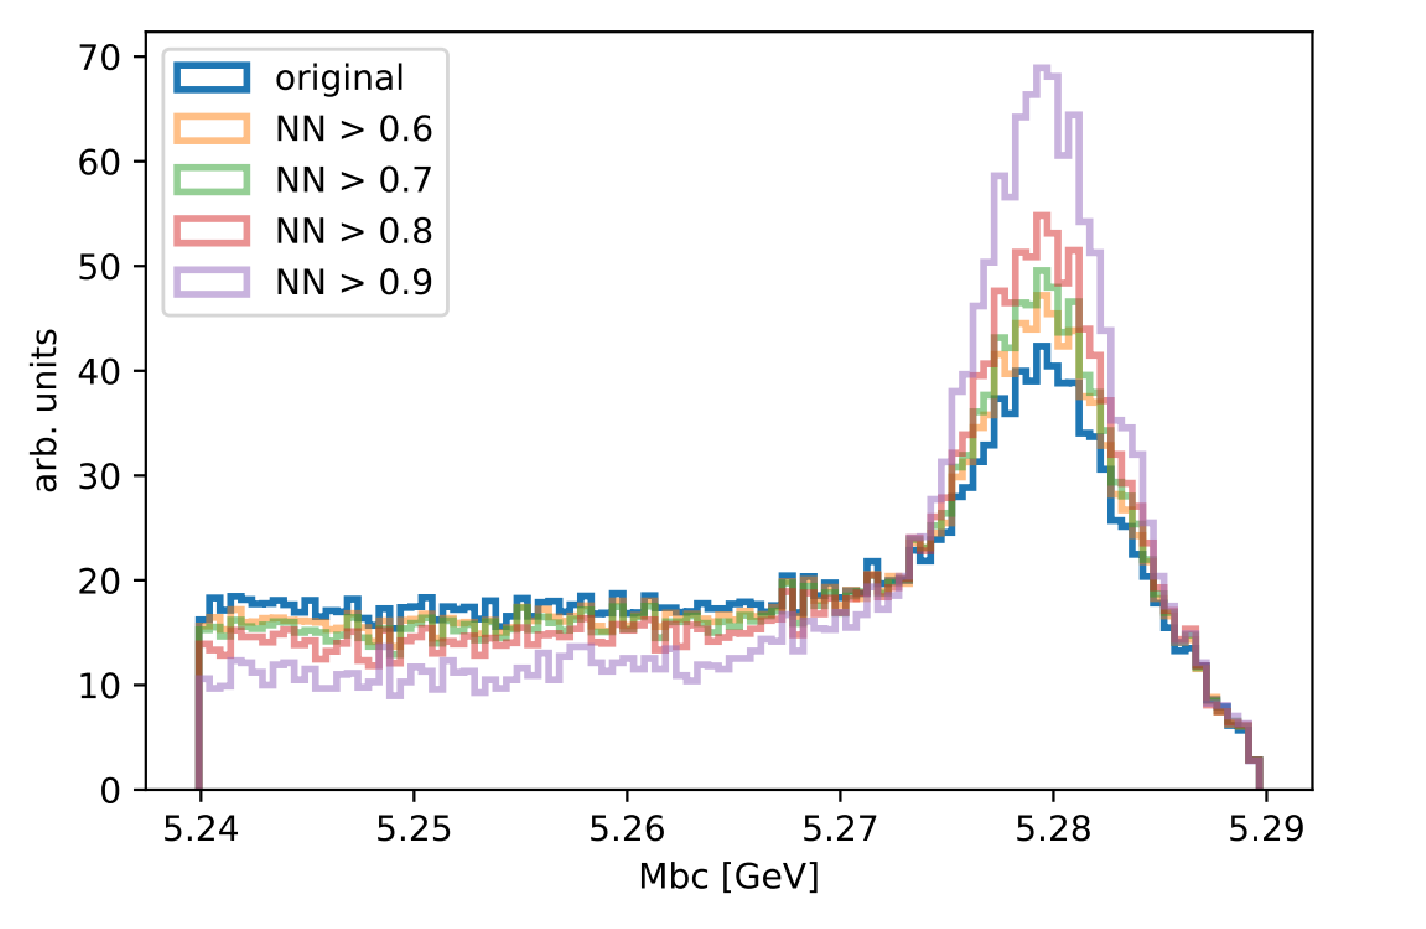 70
60
50
40
30
20
10
0
arb. units
original
NN > 0.6
NN > 0.7
NN > 0.8
NN > 0.9
5.24 5.25 5.26 5.27 5.28 5.29
Mbc [GeV]